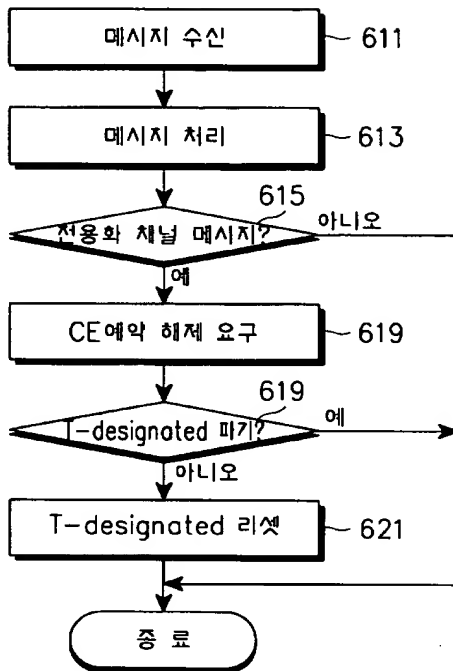 메시지 수신
611
메시지 처리
613
615
전용화 채널 메시지?
아니오
예
CE예약 해제 요구
619
619
T-designated 파기?
예
아니오
T-designated 리셋
621
종 료